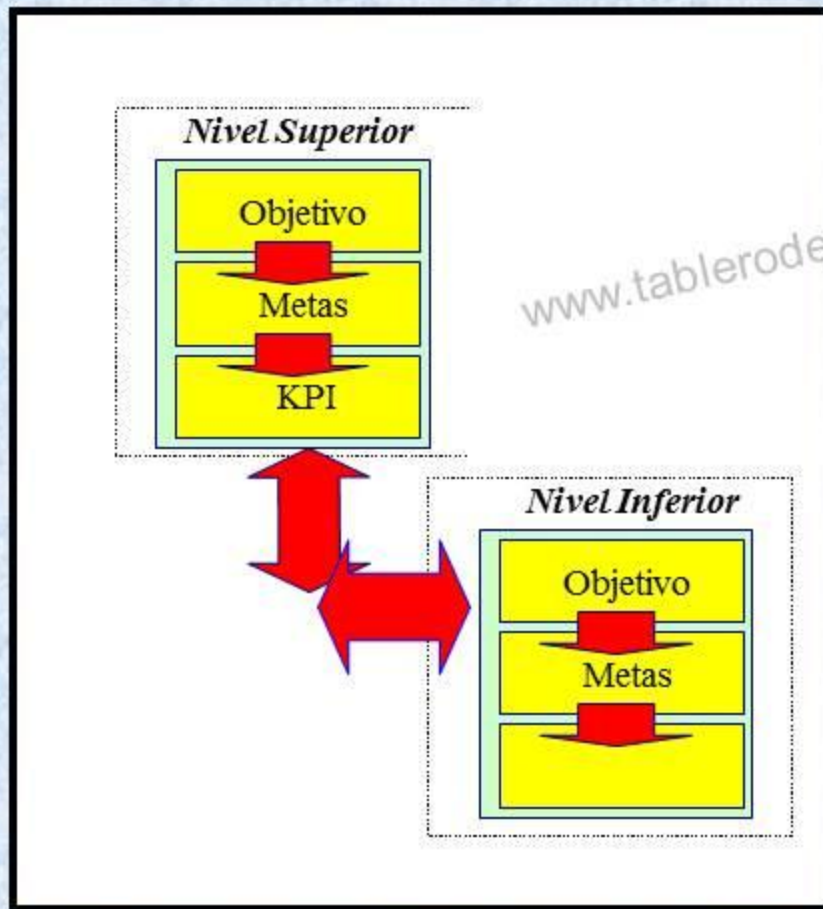 Nivel Superior
Objetivo
Metas
KPI
www.tablerode
Nivel Inferior
Objetivo
Metas